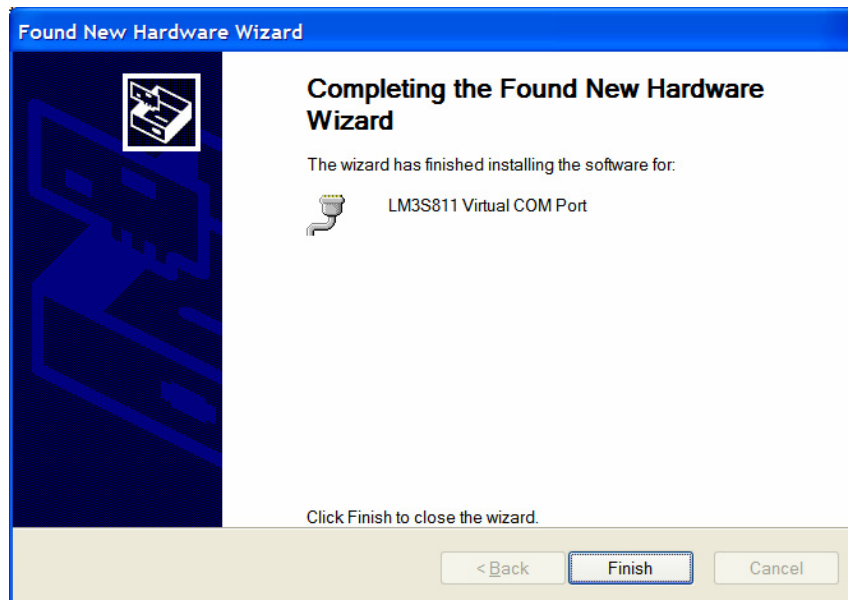 Found New Hardware Wizard
Completing the Found New Hardware
Wizard
The wizard has finished installing the software for:
LM3S811 Virtual COM Port
Click Finish to close the wizard.
< Back
Finish
Cancel